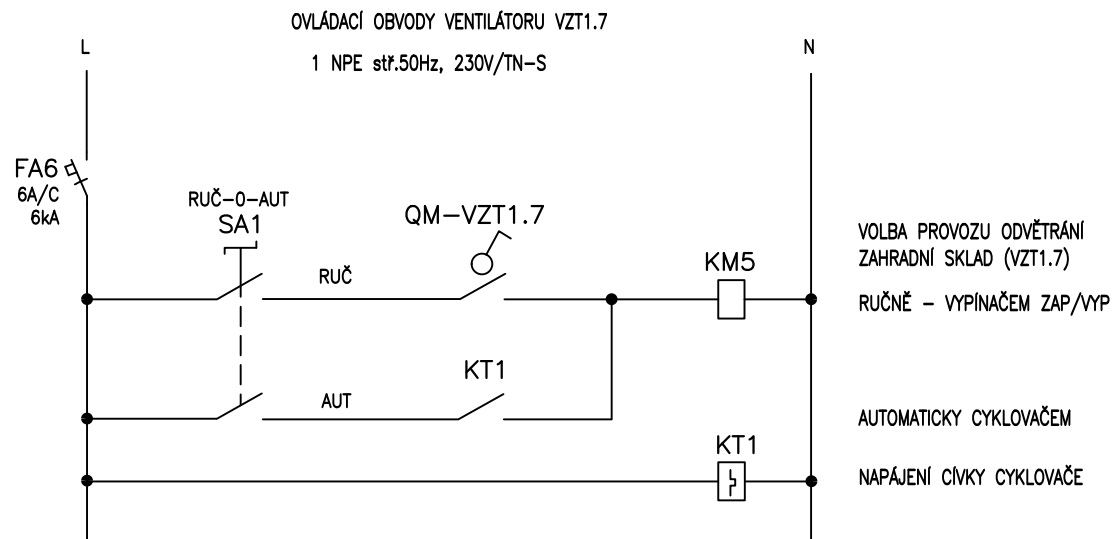 OVLÁDACÍ OBVODY VENTILÁTORU VZT1.7
L
N
1 NPE stř.50Hz, 230V/TN-S
FA6
6A/C
6kA
RUČ-0-AUT
SA1
QM-VZT1.7
RUČ
KM5
VOLBA PROVOZU ODVĚTRÁNÍ
ZAHRADNÍ SKLAD (VZT1.7)
RUČNĚ - VYPÍNAČEM ZAP/VYP
KT1
AUT
AUTOMATICKY CYKLOVAČEM
KT1
NAPÁJENÍ CÍVKY CYKLOVAČE